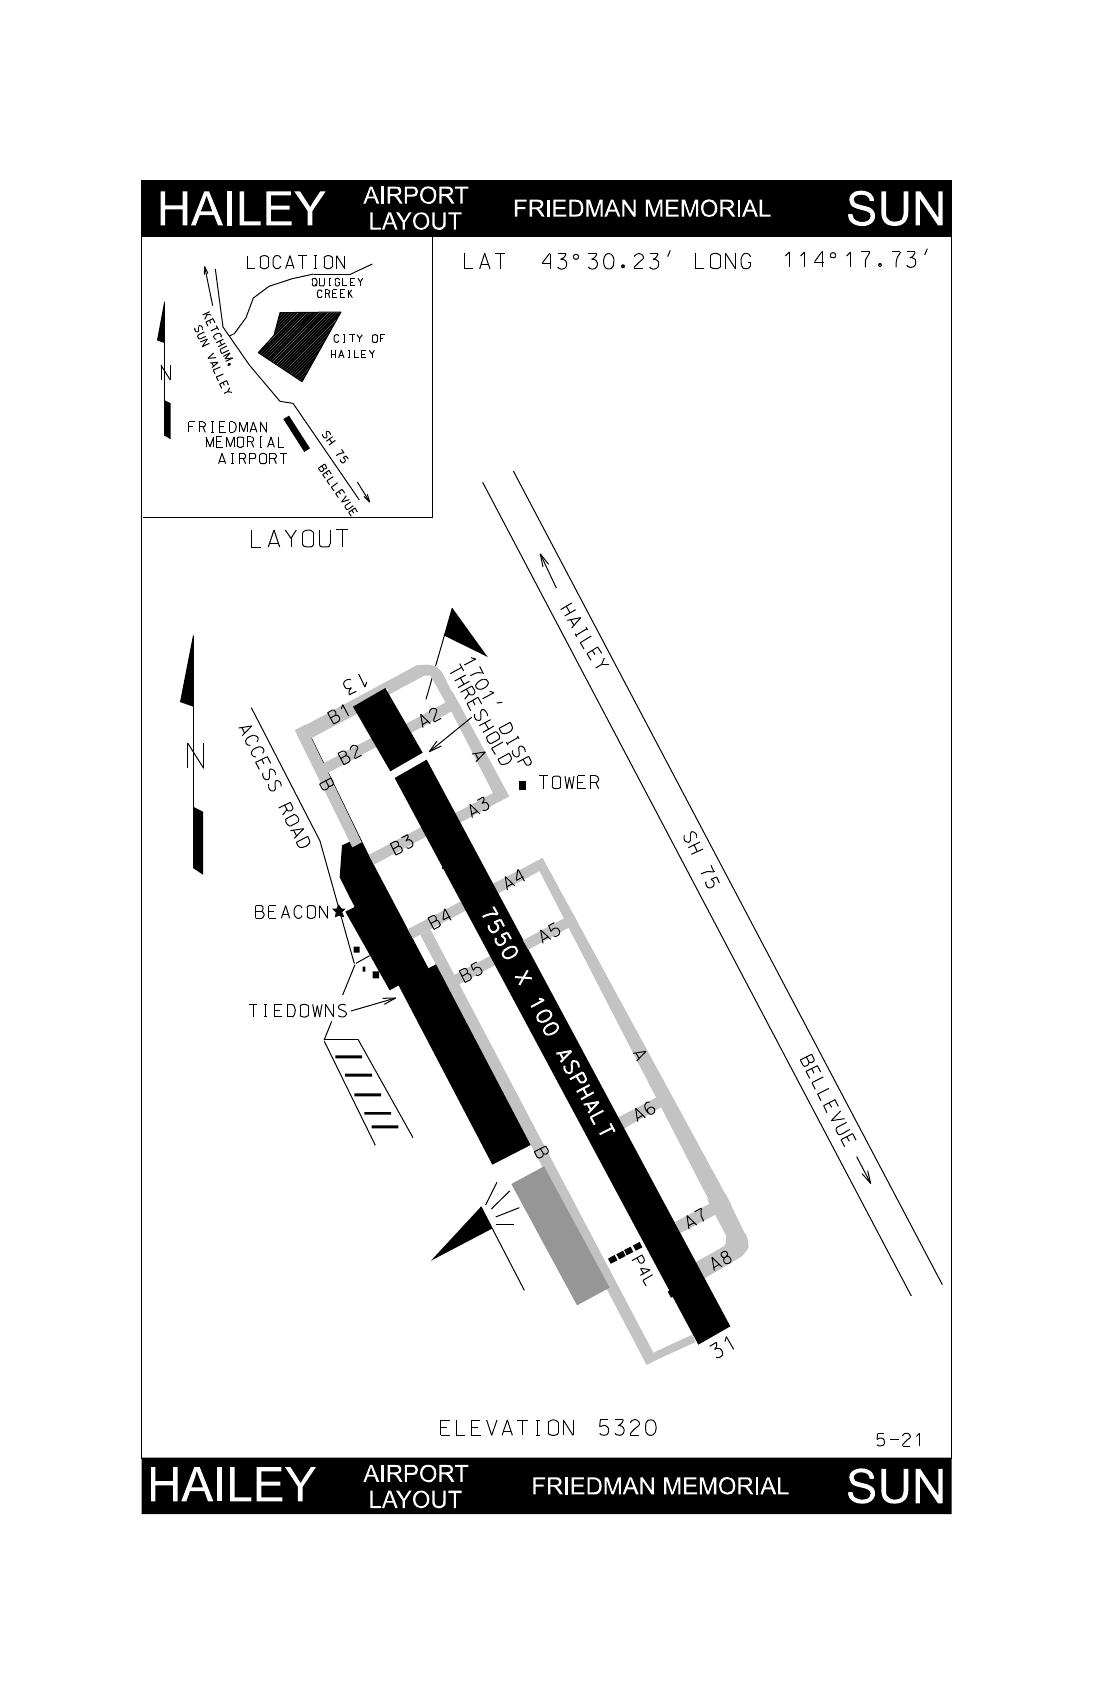 HAILEY
AIRPORT
LAYOUT
FRIEDMAN MEMORIAL
SUN
LOCATION
QUIGLEY
CREEK
KETCHUM.
SUN VALLEY
CITY OF
HAILEY
N
FRIEDMAN
MEMORIAL
AIRPORT
SH 75
BELLEVUE
LAT 43°30.23' LONG 114°17.73'
LAYOUT
N
HAILEY
SH 75
BELLEVUE
13
1701' DISP
THRESHOLD
B1
A2
B2
A
B
ACCESS ROAD
TOWER
A3
B3
A4
B4
A5
B5
BEACON
7550 X 100 ASPHALT
TIEDOWNS
A
A6
B
A7
P4L
A8
31
ELEVATION 5320
5-21
HAILEY
AIRPORT
LAYOUT
FRIEDMAN MEMORIAL
SUN